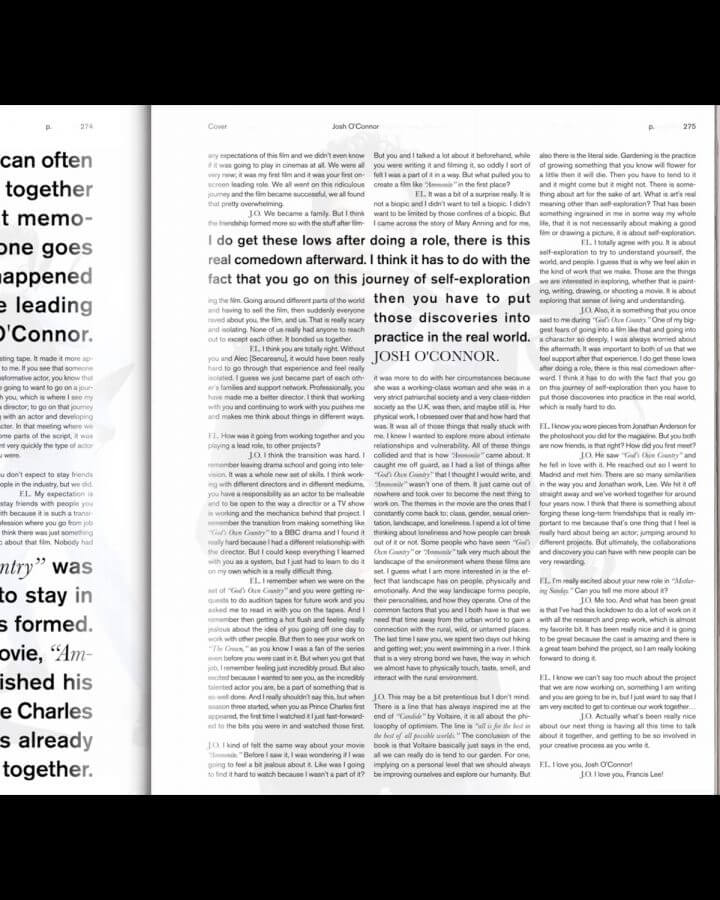 p. 274
can often
together
t memo-
one goes
happened
e leading
O'Connor.
sting tape. It made it more ap-
to me. If you see that someone
nsformative actor, you know that
e going to want to go on a jour-
h you, which is where I see my
a director; to go on that journey
g with an actor and developing
cter. In that meeting where we
ome parts of the script, it was
nt very quickly the type of actor
u were.
u don't expect to stay friends
ople in the industry, but we did.
F.L. My expectation is
stay friends with people you
ith because it is such a trans-
ofession where you go from job
I think there was just something
c about that film. Nobody had
ntry" was
to stay in
s formed.
ovie, "Am-
ished his
e Charles
s already
together.
Cover
Josh O'Connor
p. 275
any expectations of this film and we didn't even know
if it was going to play in cinemas at all. We were all
very new; it was my first film and it was your first on-
screen leading role. We all went on this ridiculous
journey and the film became successful, we all found
that pretty overwhelming.
J.O. We became a family. But I think
the friendship formed more so with the stuff after film-
I do get these lows after doing a role, there is this
real comedown afterward. I think it has to do with the
fact that you go on this journey of self-exploration
then you have to put
those discoveries into
practice in the real world.
JOSH O'CONNOR.
ing the film. Going around different parts of the world
and having to sell the film, then suddenly everyone
raved about you, the film, and us. That is really scary
and isolating. None of us really had anyone to reach
out to except each other. It bonded us together.
F.L. I think you are totally right. Without
you and Alec [Secareanu], it would have been really
hard to go through that experience and feel really
isolated. I guess we just became part of each oth-
er's families and support network. Professionally, you
have made me a better director. I think that working
with you and continuing to work with you pushes me
and makes me think about things in different ways.
F.L. How was it going from working together and you
playing a lead role, to other projects?
J.O. I think the transition was hard. I
remember leaving drama school and going into tele-
vision. It was a whole new set of skills. I think work-
ing with different directors and in different mediums,
you have a responsibility as an actor to be malleable
and to be open to the way a director or a TV show
is working and the mechanics behind that project. I
remember the transition from making something like
"God's Own Country" to a BBC drama and I found it
really hard because I had a different relationship with
the director. But I could keep everything I learned
with you as a system, but I just had to learn to do it
on my own which is a really difficult thing.
F.L. I remember when we were on the
set of "God's Own Country" and you were getting re-
quests to do audition tapes for future work and you
asked me to read in with you on the tapes. And I
remember then getting a hot flush and feeling really
jealous about the idea of you going off one day to
work with other people. But then to see your work on
"The Crown," as you know I was a fan of the series
even before you were cast in it. But when you got that
job, I remember feeling just incredibly proud. But also
excited because I wanted to see you, as the incredibly
talented actor you are, be a part of something that is
so well done. And I really shouldn't say this, but when
season three started, when you as Prince Charles first
appeared, the first time I watched it I just fast-forward-
ed to the bits you were in and watched those first.
J.O. I kind of felt the same way about your movie
"Ammonite." Before I saw it, I was wondering if I was
going to feel a bit jealous about it. Like was I going
to find it hard to watch because I wasn't a part of it?
But you and I talked a lot about it beforehand, while
you were writing it and filming it, so oddly I sort of
felt I was a part of it in a way. But what pulled you to
create a film like "Ammonite" in the first place?
F.L. It was a bit of a surprise really. It is
not a biopic and I didn't want to tell a biopic. I didn't
want to be limited by those confines of a biopic. But
I came across the story of Mary Anning and for me,
it was more to do with her circumstances because
she was a working-class woman and she was in a
very strict patriarchal society and a very class-ridden
society as the U.K. was then, and maybe still is. Her
physical work, I obsessed over that and how hard that
was. It was all of those things that really stuck with
me. I knew I wanted to explore more about intimate
relationships and vulnerability. All of these things
collided and that is how "Ammonite" came about. It
caught me off guard, as I had a list of things after
"God's Own Country" that I thought I would write, and
"Ammonite" wasn't one of them. It just came out of
nowhere and took over to become the next thing to
work on. The themes in the movie are the ones that I
constantly come back to; class, gender, sexual orien-
tation, landscape, and loneliness. I spend a lot of time
thinking about loneliness and how people can break
out of it or not. Some people who have seen "God's
Own Country" or "Ammonite" talk very much about the
landscape of the environment where these films are
set. I guess what I am more interested in is the ef-
fect that landscape has on people, physically and
emotionally. And the way landscape forms people,
their personalities, and how they operate. One of the
common factors that you and I both have is that we
need that time away from the urban world to gain a
connection with the rural, wild, or untamed places.
The last time I saw you, we spent two days out hiking
and getting wet; you went swimming in a river. I think
that is a very strong bond we have, the way in which
we almost have to physically touch, taste, smell, and
interact with the rural environment.
J.O. This may be a bit pretentious but I don't mind.
There is a line that has always inspired me at the
end of "Candide" by Voltaire, it is all about the phi-
losophy of optimism. The line is "all is for the best in
the best of all possible worlds." The conclusion of the
book is that Voltaire basically just says in the end,
all we can really do is tend to our garden. For one,
implying on a personal level that we should always
be improving ourselves and explore our humanity. But
also there is the literal side. Gardening is the practice
of growing something that you know will flower for
a little then it will die. Then you have to tend to it
and it might come but it might not. There is some-
thing about art for the sake of art. What is art's real
meaning other than self-exploration? That has been
something ingrained in me in some way my whole
life, that it is not necessarily about making a good
film or drawing a picture, it is about self-exploration.
F.L. I totally agree with you. It is about
self-exploration to try to understand yourself, the
world, and people. I guess that is why we feel akin in
the kind of work that we make. Those are the things
we are interested in exploring, whether that is paint-
ing, writing, drawing, or shooting a movie. It is about
exploring that sense of living and understanding.
J.O. Also, it is something that you once
said to me during "God's Own Country." One of my big-
gest fears of going into a film like that and going into
a character so deeply. I was always worried about
the aftermath. It was important to both of us that we
feel support after that experience. I do get these lows
after doing a role, there is this real comedown after-
ward. I think it has to do with the fact that you go
on this journey of self-exploration then you have to
put those discoveries into practice in the real world,
which is really hard to do.
F.L. I know you wore pieces from Jonathan Anderson for
the photoshoot you did for the magazine. But you both
are now friends, is that right? How did you first meet?
J.O. He saw "God's Own Country" and
he fell in love with it. He reached out so I went to
Madrid and met him. There are so many similarities
in the way you and Jonathan work, Lee. We hit it off
straight away and we've worked together for around
four years now. I think that there is something about
forging these long-term friendships that is really im-
portant to me because that's one thing that I feel is
really hard about being an actor, jumping around to
different projects. But ultimately, the collaborations
and discovery you can have with new people can be
very rewarding.
F.L. I'm really excited about your new role in "Mother-
ing Sunday." Can you tell me more about it?
J.O. Me too. And what has been great
is that I've had this lockdown to do a lot of work on it
with all the research and prep work, which is almost
my favorite bit. It has been really nice and it is going
to be great because the cast is amazing and there is
a great team behind the project, so I am really looking
forward to doing it.
F.L. I know we can't say too much about the project
that we are now working on, something I am writing
and you are going to be in, but I just want to say that I
am very excited to get to continue our work together…
J.O. Actually what's been really nice
about our next thing is having all this time to talk
about it together, and getting to be so involved in
your creative process as you write it.
F.L. I love you, Josh O'Connor!
J.O. I love you, Francis Lee!